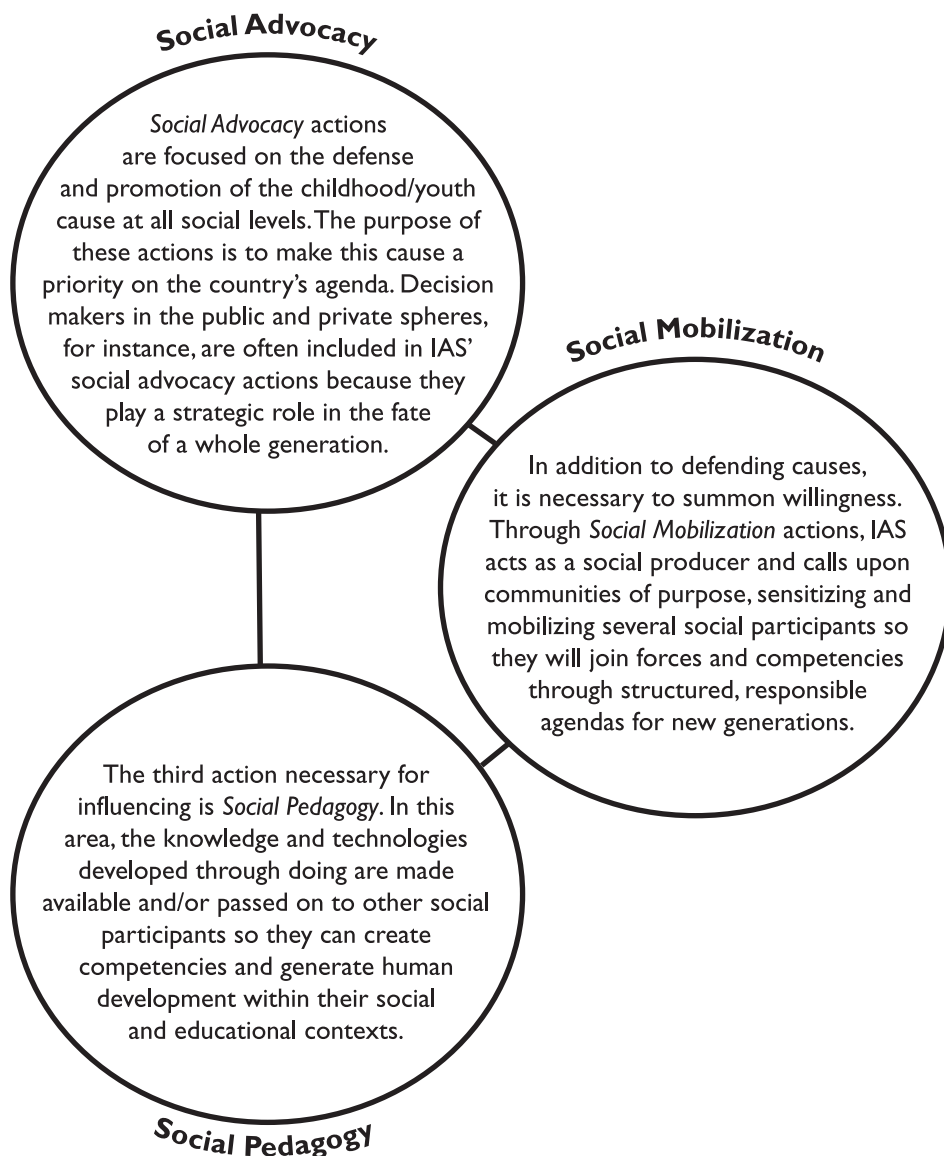 Social Advocacy
Social Advocacy actions
are focused on the defense
and promotion of the childhood/youth
cause at all social levels. The purpose of
these actions is to make this cause a
priority on the country's agenda. Decision
makers in the public and private spheres,
for instance, are often included in IAS'
social advocacy actions because they
play a strategic role in the fate
of a whole generation.
Social Mobilization
In addition to defending causes,
it is necessary to summon willingness.
Through Social Mobilization actions, IAS
acts as a social producer and calls upon
communities of purpose, sensitizing and
mobilizing several social participants so
they will join forces and competencies
through structured, responsible
agendas for new generations.
The third action necessary for
influencing is Social Pedagogy. In this
area, the knowledge and technologies
developed through doing are made
available and/or passed on to other social
participants so they can create
competencies and generate human
development within their social
and educational contexts.
Social Pedagogy